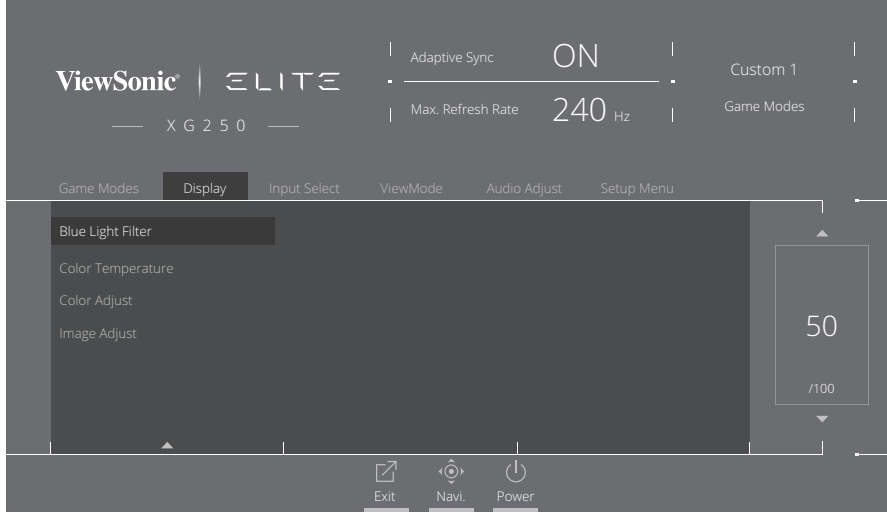 ViewSonic® ELITE
XG250
Adaptive Sync ON
Max. Refresh Rate 240 Hz
Custom 1
Game Modes
Game Modes Display Input Select ViewMode Audio Adjust Setup Menu
Blue Light Filter
Color Temperature
Color Adjust
Image Adjust
50
/100
Exit Navi. Power